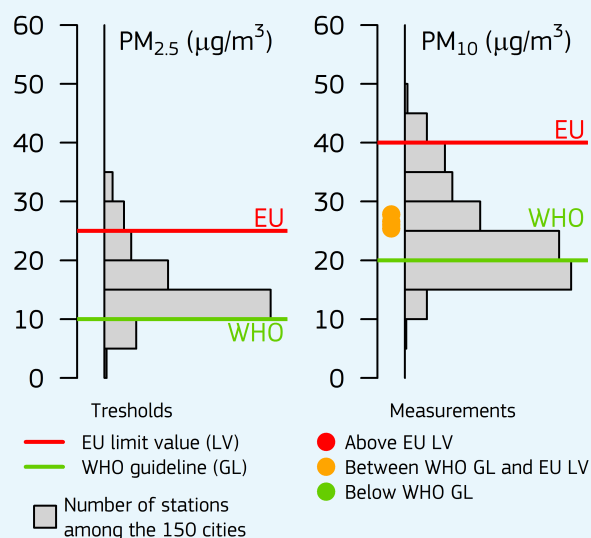 PM2.5 (μg/m3)
60
50
40
30
20
10
0
EU
WHO
PM10 (μg/m3)
60
50
40
30
20
10
0
EU
WHO
Tresholds
EU limit value (LV)
WHO guideline (GL)
Number of stations
among the 150 cities
Measurements
Above EU LV
Between WHO GL and EU LV
Below WHO GL